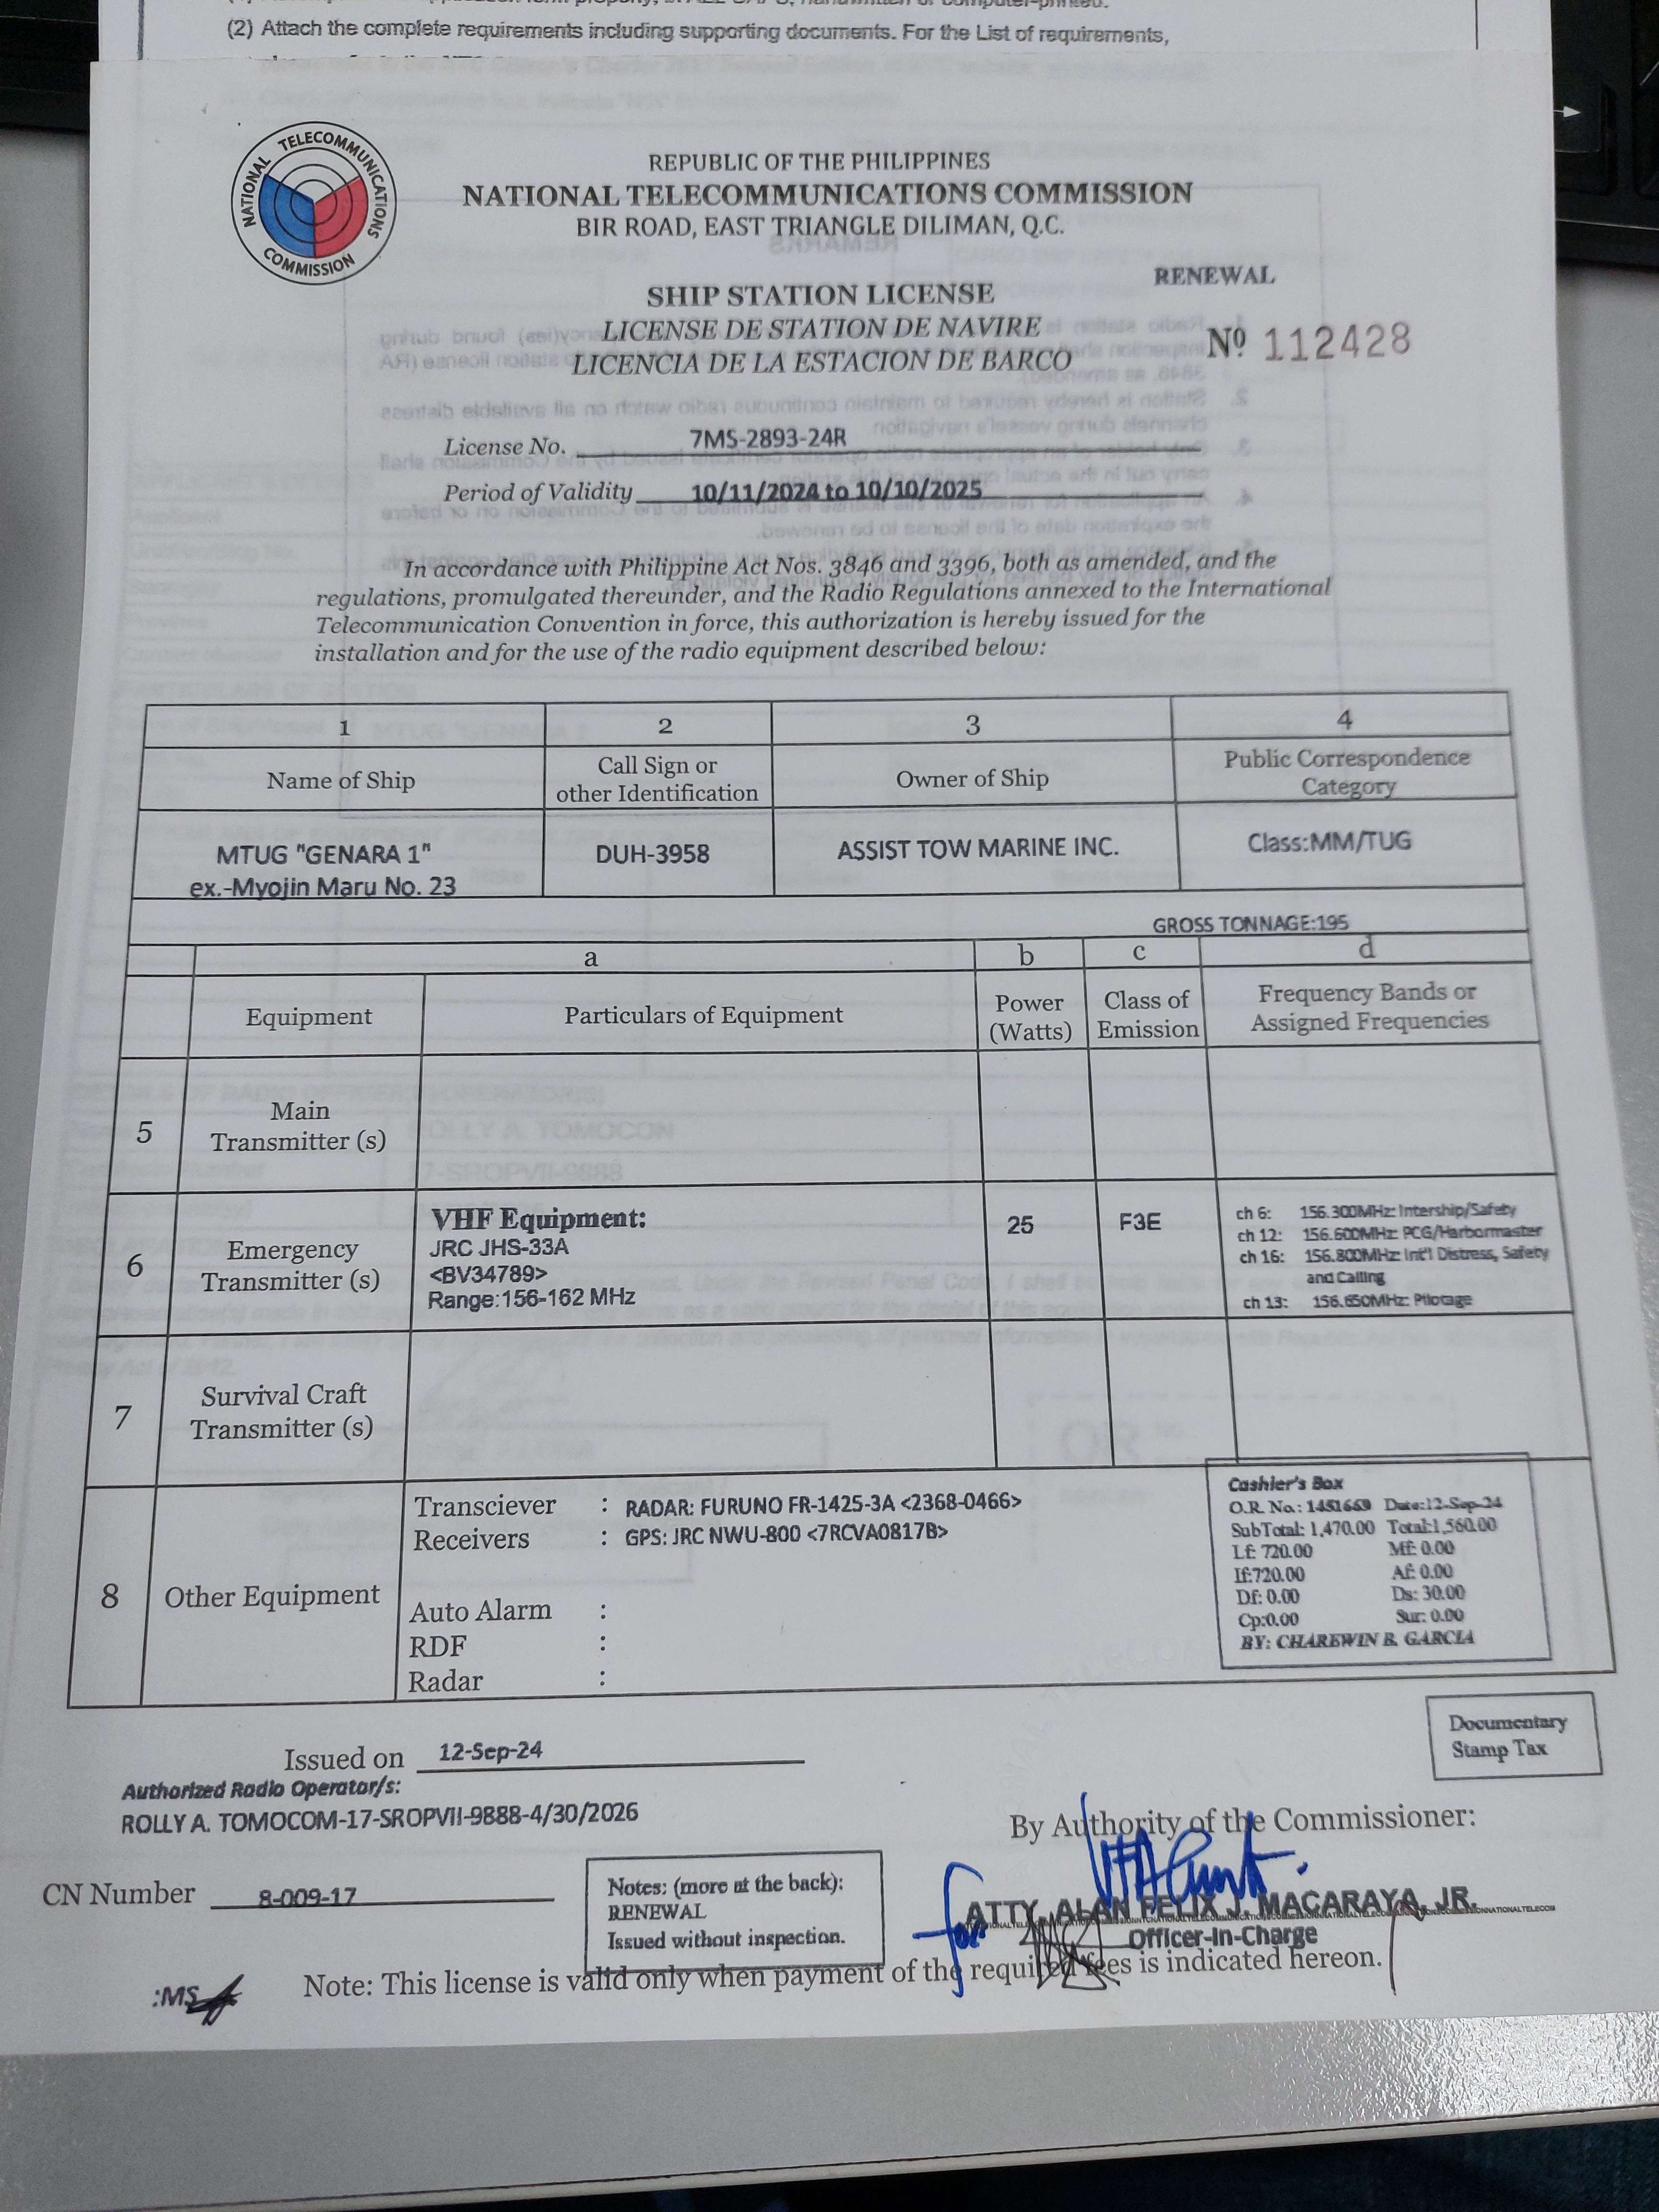 (2) Attach the complete requirements including supporting documents. For the List of requirements,
NATIONAL TELECOMMUNICATIONS COMMISSION
REPUBLIC OF THE PHILIPPINES
NATIONAL TELECOMMUNICATIONS COMMISSION
BIR ROAD, EAST TRIANGLE DILIMAN, Q.C.
RENEWAL
SHIP STATION LICENSE
LICENSE DE STATION DE NAVIRE
LICENCIA DE LA ESTACION DE BARCO
Nº 112428
License No. 7MS-2893-24R
Period of Validity 10/11/2024 to 10/10/2025
In accordance with Philippine Act Nos. 3846 and 3396, both as amended, and the
regulations, promulgated thereunder, and the Radio Regulations annexed to the International
Telecommunication Convention in force, this authorization is hereby issued for the
installation and for the use of the radio equipment described below:
1 2 3 4
Name of Ship
Call Sign or
other Identification
Owner of Ship
Public Correspondence
Category
MTUG "GENARA 1"
ex.-Myojin Maru No. 23
DUH-3958
ASSIST TOW MARINE INC.
Class:MM/TUG
GROSS TONNAGE:195
a b c d
Equipment
Particulars of Equipment
Power
(Watts)
Class of
Emission
Frequency Bands or
Assigned Frequencies
5
Main
Transmitter (s)
6
Emergency
Transmitter (s)
VHF Equipment:
JRC JHS-33A
<BV34789>
Range:156-162 MHz
25
F3E
ch 6: 156.300MHz: Intership/Safety
ch 12: 156.600MHz: PCG/Harbormaster
ch 16: 156.800MHz: Int'l Distress, Safety
and Calling
ch 13: 156.650MHz: Pilotage
7
Survival Craft
Transmitter (s)
8
Other Equipment
Transciever : RADAR: FURUNO FR-1425-3A <2368-0466>
Receivers : GPS: JRC NWU-800 <7RCVA0817B>
Auto Alarm :
RDF :
Radar :
Cashier's Box
O.R. No.: 1451669 Date:12-Sep-24
SubTotal: 1,470.00 Total:1,560.00
Lf: 720.00 Mf: 0.00
If:720.00 Af: 0.00
Df: 0.00 Ds: 30.00
Cp:0.00 Sur: 0.00
BY: CHAREWIN B. GARCIA
Documentary
Stamp Tax
Issued on 12-Sep-24
Authorized Radio Operator/s:
ROLLY A. TOMOCOM-17-SROPVII-9888-4/30/2026
By Authority of the Commissioner:
CN Number 8-009-17
Notes: (more at the back):
RENEWAL
Issued without inspection.
for
ATTY. ALAN FELIX J. MACARAYA, JR.
Officer-In-Charge
Note: This license is valid only when payment of the required fees is indicated hereon.
:MS